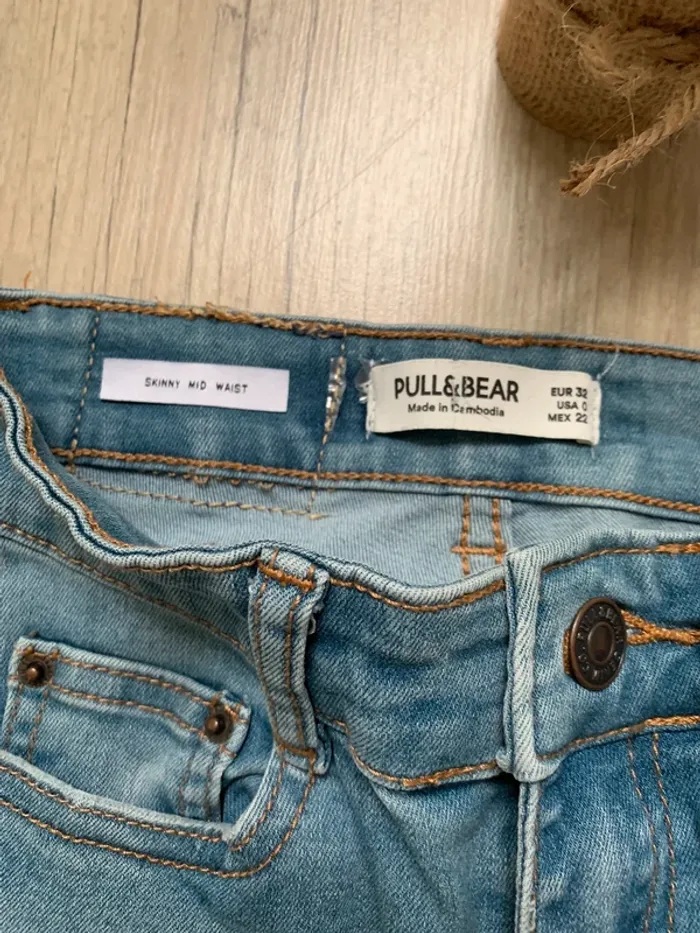 SKINNY MID WAIST
PULL&BEAR
Made in Cambodia
EUR 32
USA 0
MEX 22